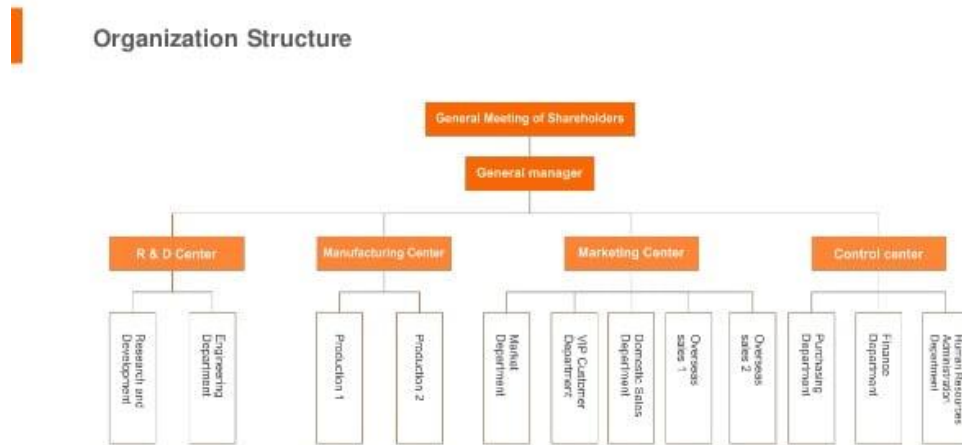 Organization Structure
General Meeting of Shareholders
General manager
R & D Center
Manufacturing Center
Marketing Center
Control center
Research and
Development
Engineering
Department
Production 1
Production 2
Market
Department
VIP Customer
Department
Domestic Sales
Department
Overseas
sales 1
Overseas
sales 2
Purchasing
Department
Finance
Department
Human Resources
Administration
Department